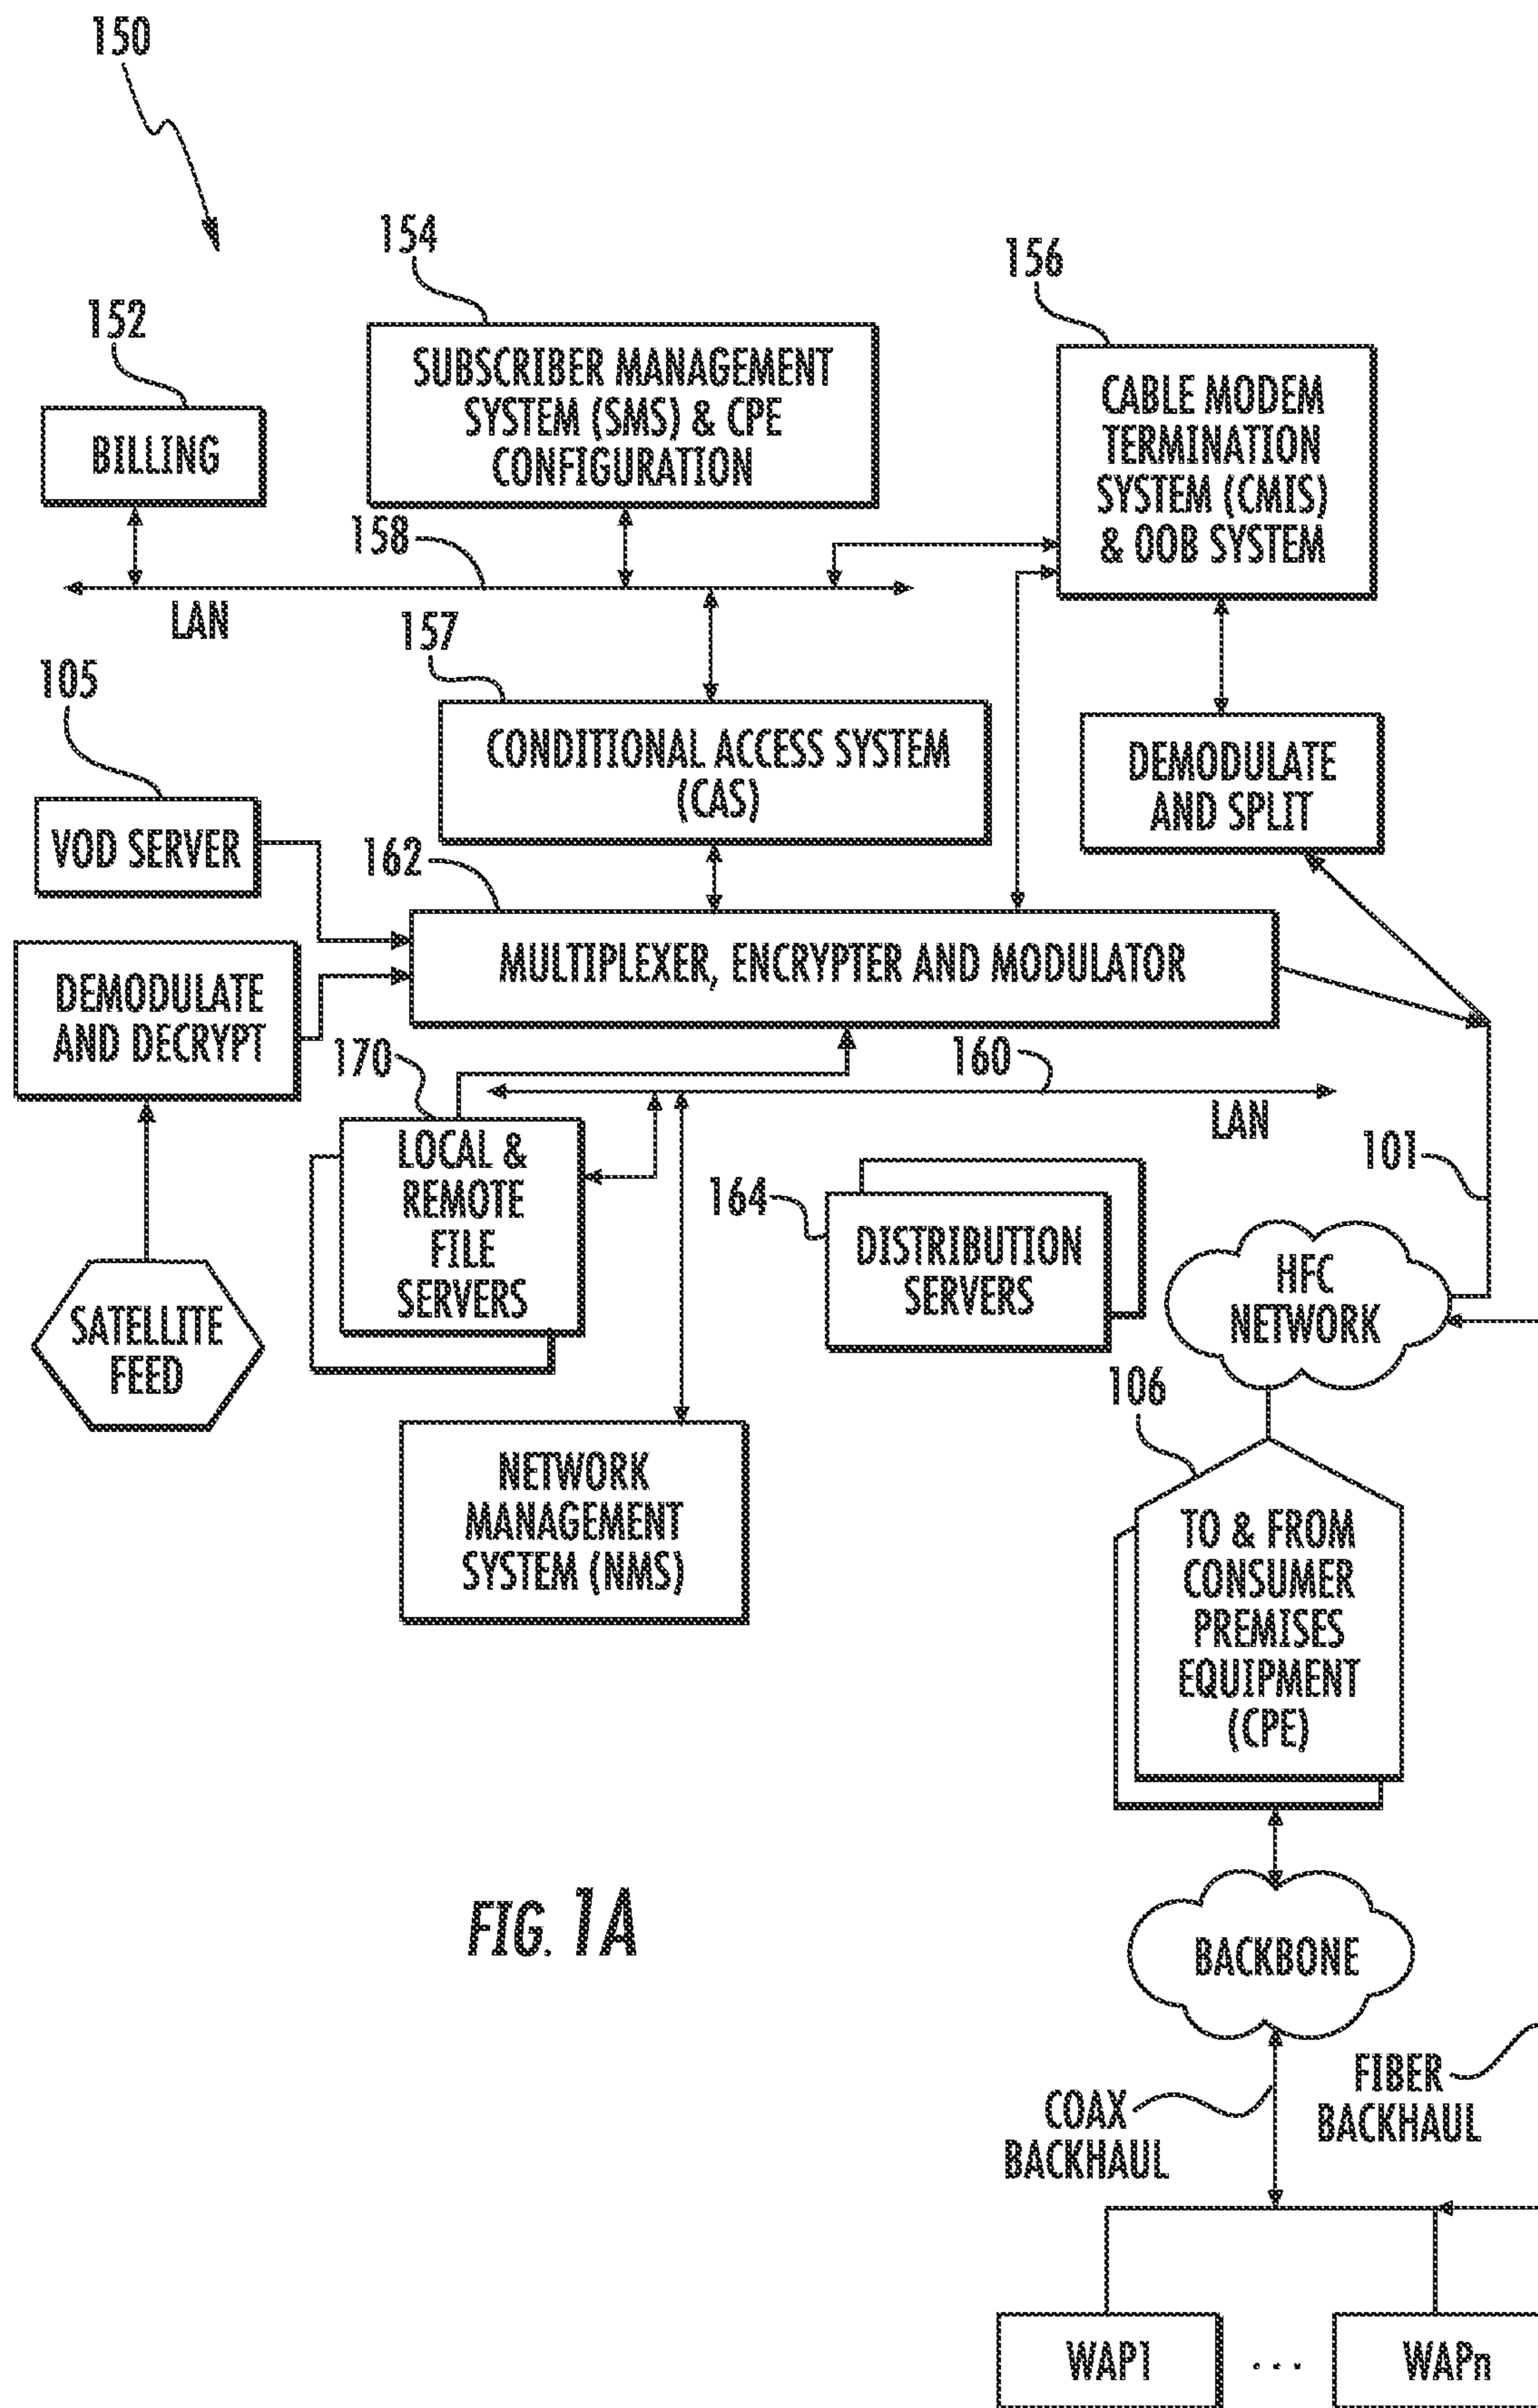 150
154
156
152
SUBSCRIBER MANAGEMENT
SYSTEM (SMS) & CPE
CONFIGURATION
CABLE MODEM
TERMINATION
SYSTEM (CMIS)
& OOB SYSTEM
BILLING
158
LAN
157
105
CONDITIONAL ACCESS SYSTEM
(CAS)
DEMODULATE
AND SPLIT
VOD SERVER
162
MULTIPLEXER, ENCRYPTER AND MODULATOR
DEMODULATE
AND DECRYPT
170
160
LAN
101
LOCAL &
REMOTE
FILE
SERVERS
164
DISTRIBUTION
SERVERS
HFC
NETWORK
SATELLITE
FEED
106
NETWORK
MANAGEMENT
SYSTEM (NMS)
TO & FROM
CONSUMER
PREMISES
EQUIPMENT
(CPE)
FIG. 1A
BACKBONE
FIBER
BACKHAUL
COAX
BACKHAUL
WAP1
...
WAPn